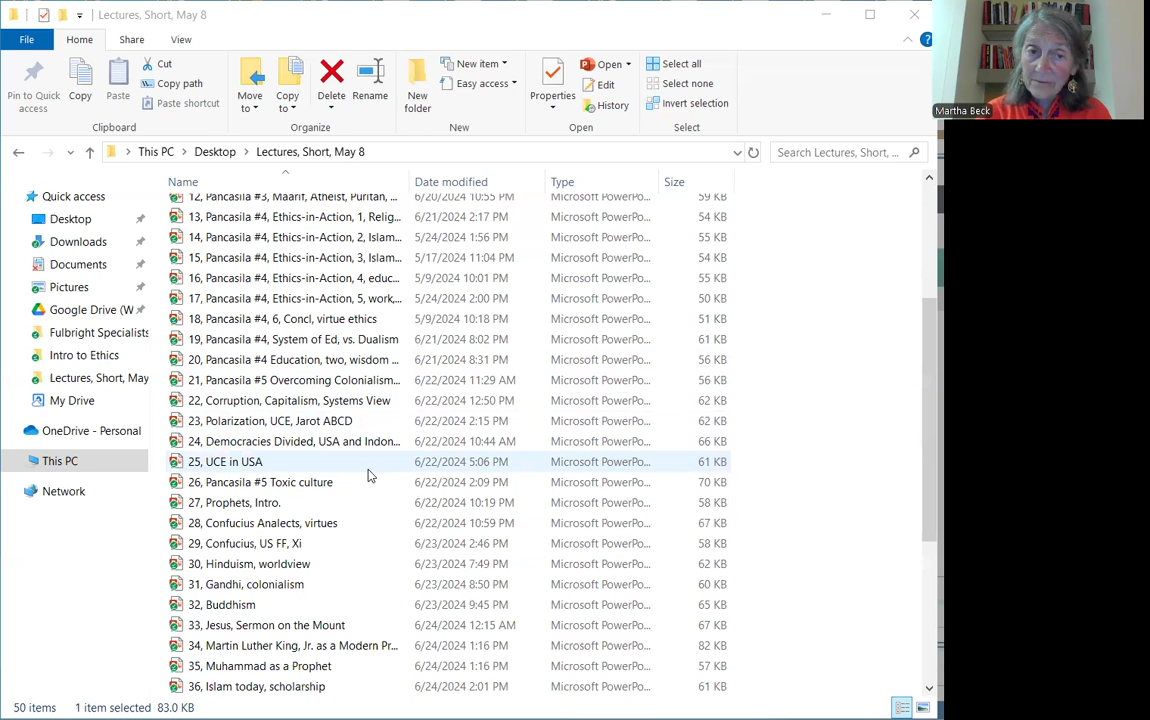 Lectures, Short, May 8
File Home Share View
Pin to Quick access
Copy
Paste
Cut
Copy path
Paste shortcut
Move to
Copy to
Delete
Rename
New folder
New item
Easy access
Properties
Open
Edit
History
Select all
Select none
Invert selection
Clipboard Organize New Open Select
Martha Beck
This PC > Desktop > Lectures, Short, May 8
Search Lectures, Short, ...
Name Date modified Type Size
Quick access
Desktop
Downloads
Documents
Pictures
Google Drive (W
Fulbright Specialists
Intro to Ethics
Lectures, Short, May
My Drive
OneDrive - Personal
This PC
Network
12, Pancasila #3, Maarif, Atheist, Puritan, ... 6/20/2024 10:55 PM Microsoft PowerPo... 59 KB
13, Pancasila #4, Ethics-in-Action, 1, Relig... 6/21/2024 2:17 PM Microsoft PowerPo... 54 KB
14, Pancasila #4, Ethics-in-Action, 2, Islam... 5/24/2024 1:56 PM Microsoft PowerPo... 55 KB
15, Pancasila #4, Ethics-in-Action, 3, Islam... 5/17/2024 11:04 PM Microsoft PowerPo... 54 KB
16, Pancasila #4, Ethics-in-Action, 4, educ... 5/9/2024 10:01 PM Microsoft PowerPo... 55 KB
17, Pancasila #4, Ethics-in-Action, 5, work,... 5/24/2024 2:00 PM Microsoft PowerPo... 50 KB
18, Pancasila #4, 6, Concl, virtue ethics 5/9/2024 10:18 PM Microsoft PowerPo... 51 KB
19, Pancasila #4, System of Ed, vs. Dualism 6/21/2024 8:02 PM Microsoft PowerPo... 61 KB
20, Pancasila #4 Education, two, wisdom ... 6/21/2024 8:31 PM Microsoft PowerPo... 56 KB
21, Pancasila #5 Overcoming Colonialism... 6/22/2024 11:29 AM Microsoft PowerPo... 56 KB
22, Corruption, Capitalism, Systems View 6/22/2024 12:50 PM Microsoft PowerPo... 62 KB
23, Polarization, UCE, Jarot ABCD 6/22/2024 2:15 PM Microsoft PowerPo... 62 KB
24, Democracies Divided, USA and Indon... 6/22/2024 10:44 AM Microsoft PowerPo... 66 KB
25, UCE in USA 6/22/2024 5:06 PM Microsoft PowerPo... 61 KB
26, Pancasila #5 Toxic culture 6/22/2024 2:09 PM Microsoft PowerPo... 70 KB
27, Prophets, Intro. 6/22/2024 10:19 PM Microsoft PowerPo... 58 KB
28, Confucius Analects, virtues 6/22/2024 10:59 PM Microsoft PowerPo... 67 KB
29, Confucius, US FF, Xi 6/23/2024 2:46 PM Microsoft PowerPo... 58 KB
30, Hinduism, worldview 6/23/2024 7:49 PM Microsoft PowerPo... 62 KB
31, Gandhi, colonialism 6/23/2024 8:50 PM Microsoft PowerPo... 60 KB
32, Buddhism 6/23/2024 9:45 PM Microsoft PowerPo... 65 KB
33, Jesus, Sermon on the Mount 6/24/2024 12:15 AM Microsoft PowerPo... 67 KB
34, Martin Luther King, Jr. as a Modern Pr... 6/24/2024 1:16 PM Microsoft PowerPo... 82 KB
35, Muhammad as a Prophet 6/24/2024 1:16 PM Microsoft PowerPo... 57 KB
36, Islam today, scholarship 6/24/2024 2:01 PM Microsoft PowerPo... 61 KB
50 items 1 item selected 83.0 KB